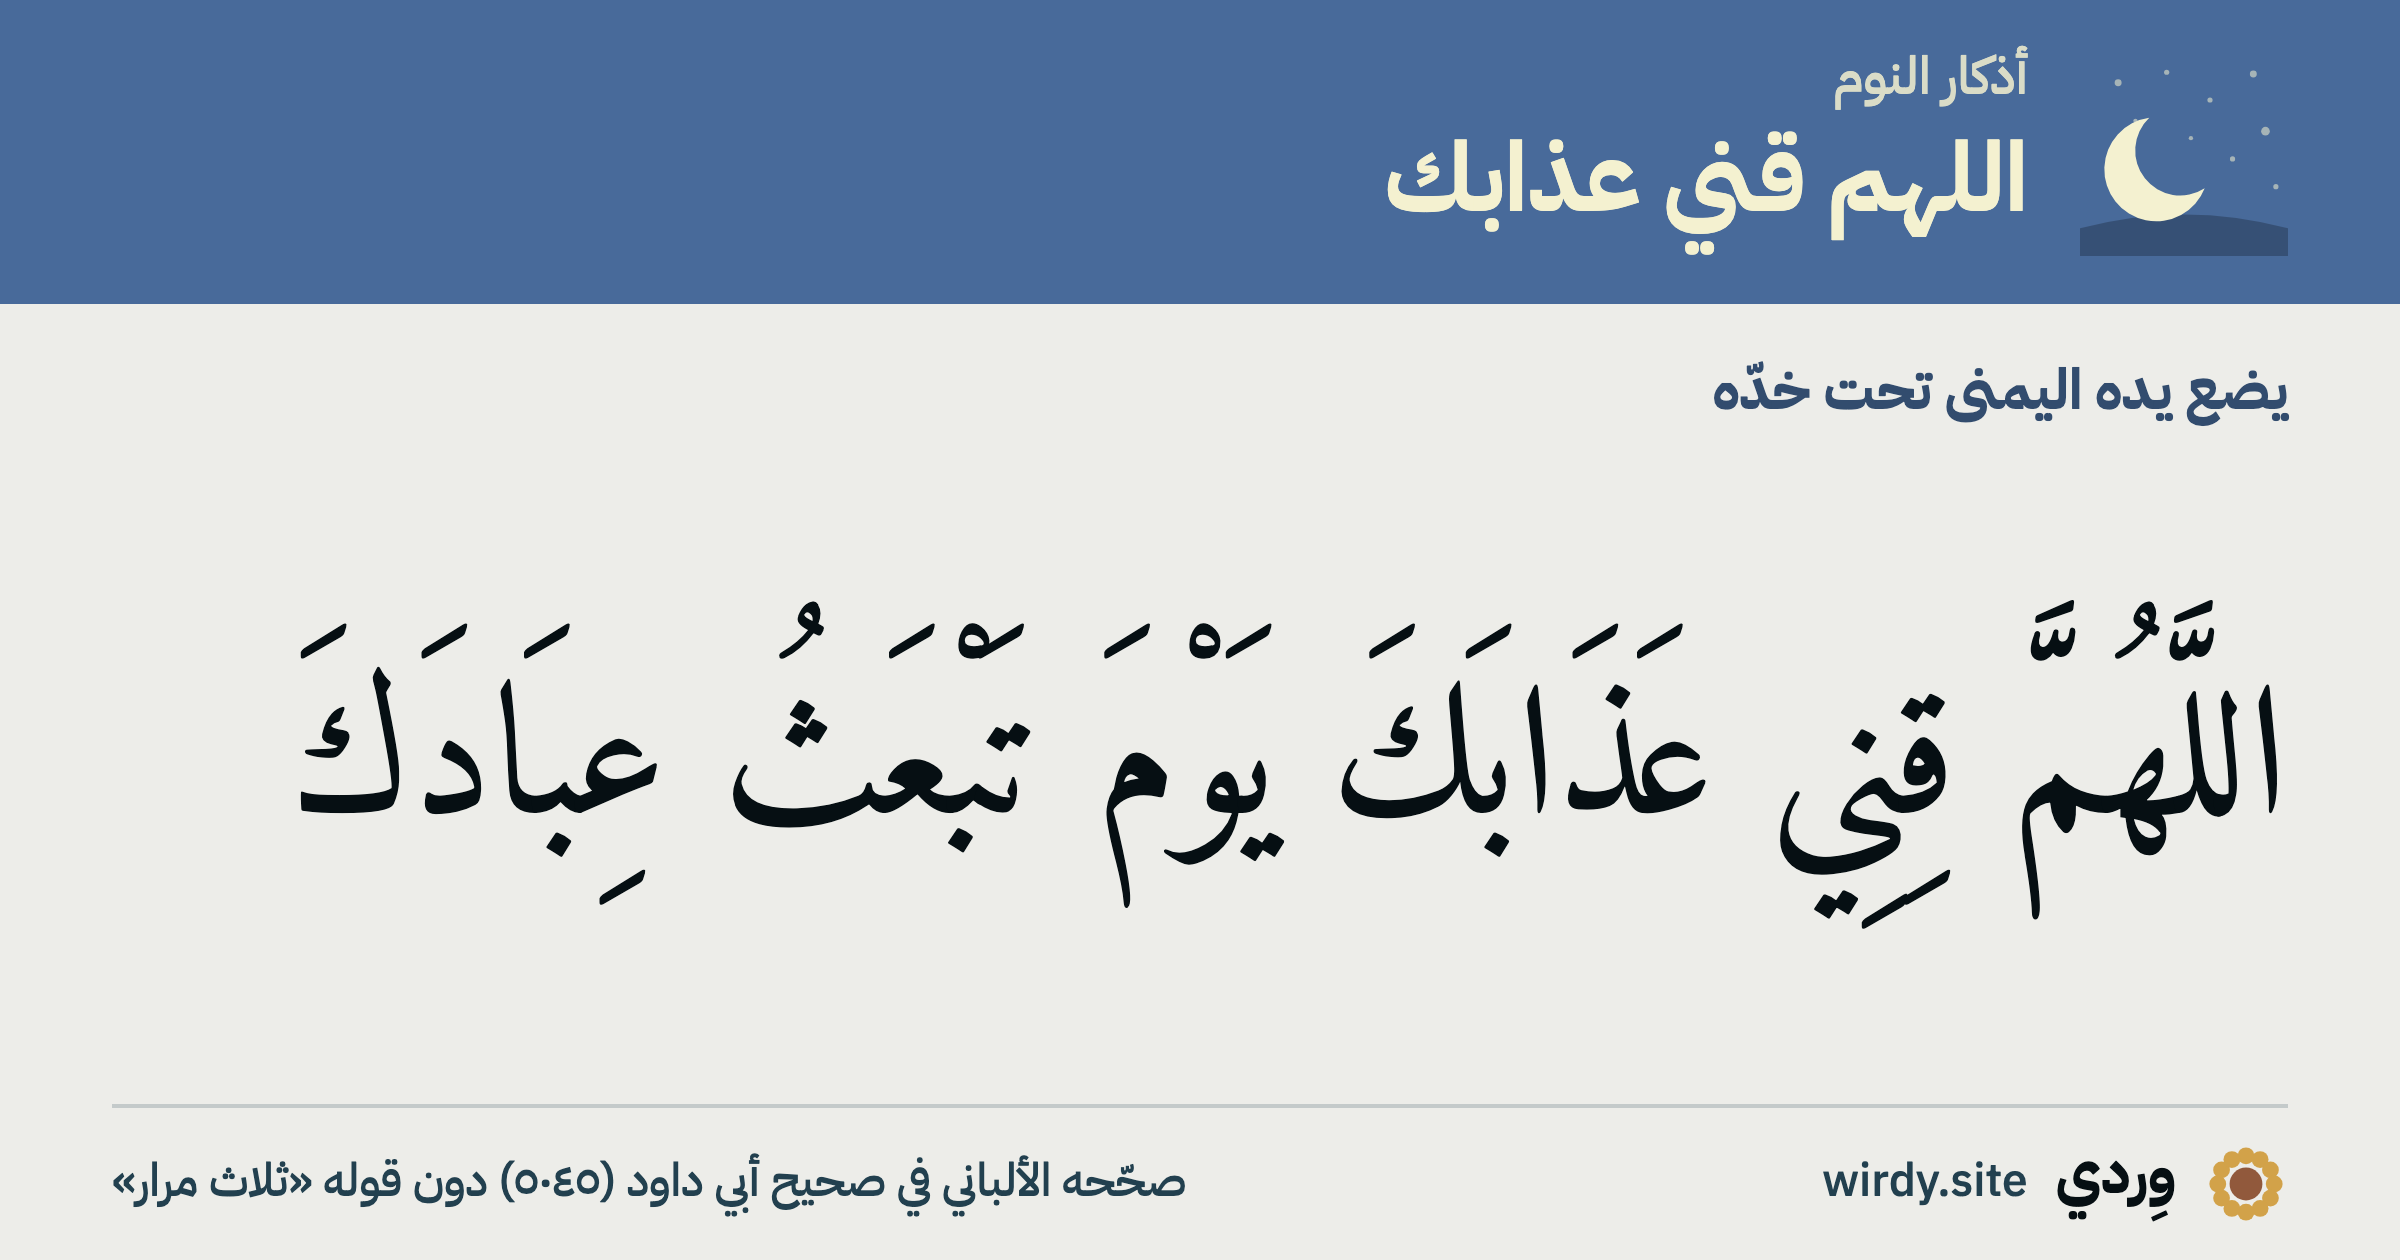 أذكار النوم
اللهم قني عذابك
يضع يده اليمنى تحت خدّه
اللَّهُمَّ قِنِي عَذَابَكَ يَوْمَ تَبْعَثُ عِبَادَكَ
وِردي wirdy.site
صحّحه الألباني في صحيح أبي داود (٥٠٤٥) دون قوله «ثلاث مرار»